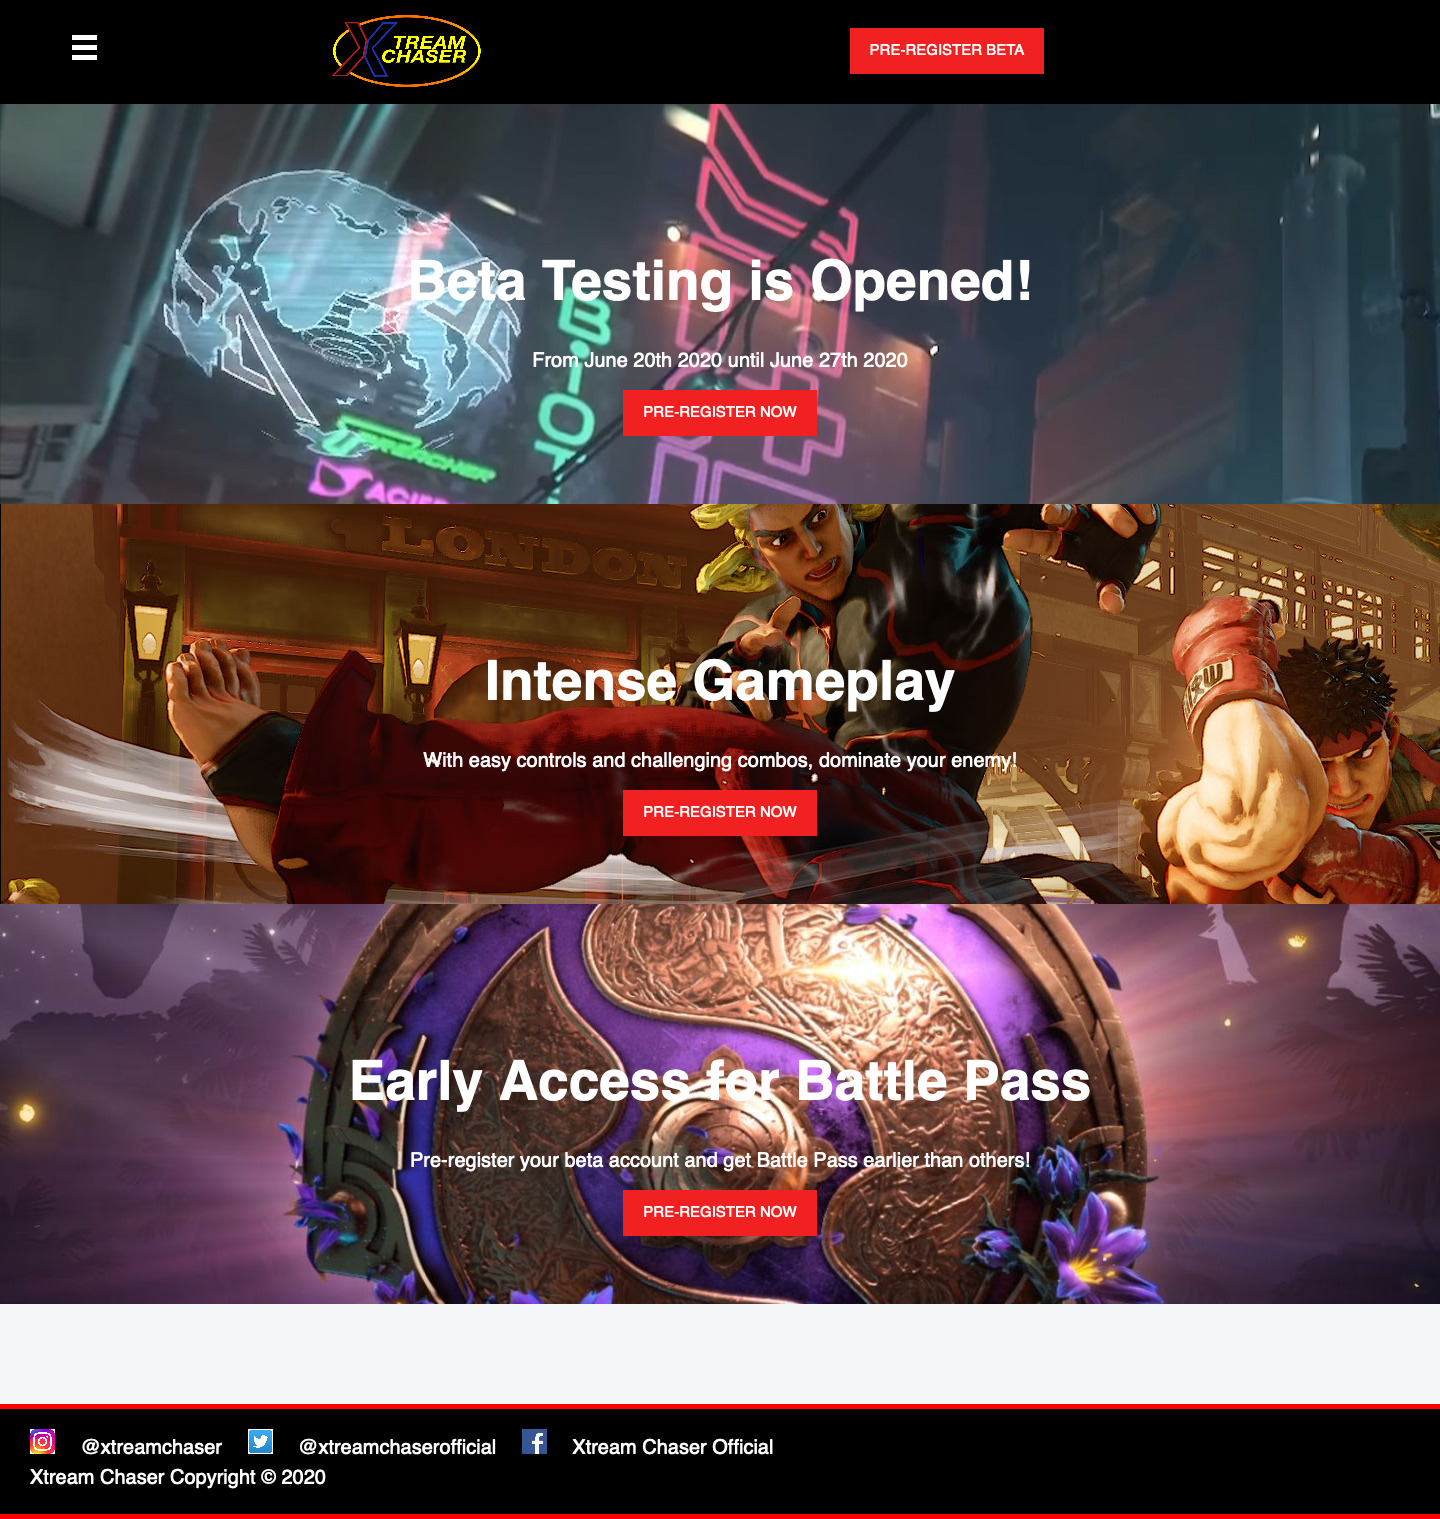 XTREAM
CHASER
PRE-REGISTER BETA
Beta Testing is Opened!
From June 20th 2020 until June 27th 2020
PRE-REGISTER NOW
LONDON
Intense Gameplay
With easy controls and challenging combos, dominate your enemy!
PRE-REGISTER NOW
Early Access for Battle Pass
Pre-register your beta account and get Battle Pass earlier than others!
PRE-REGISTER NOW
@xtreamchaser @xtreamchaserofficial Xtream Chaser Official
Xtream Chaser Copyright © 2020